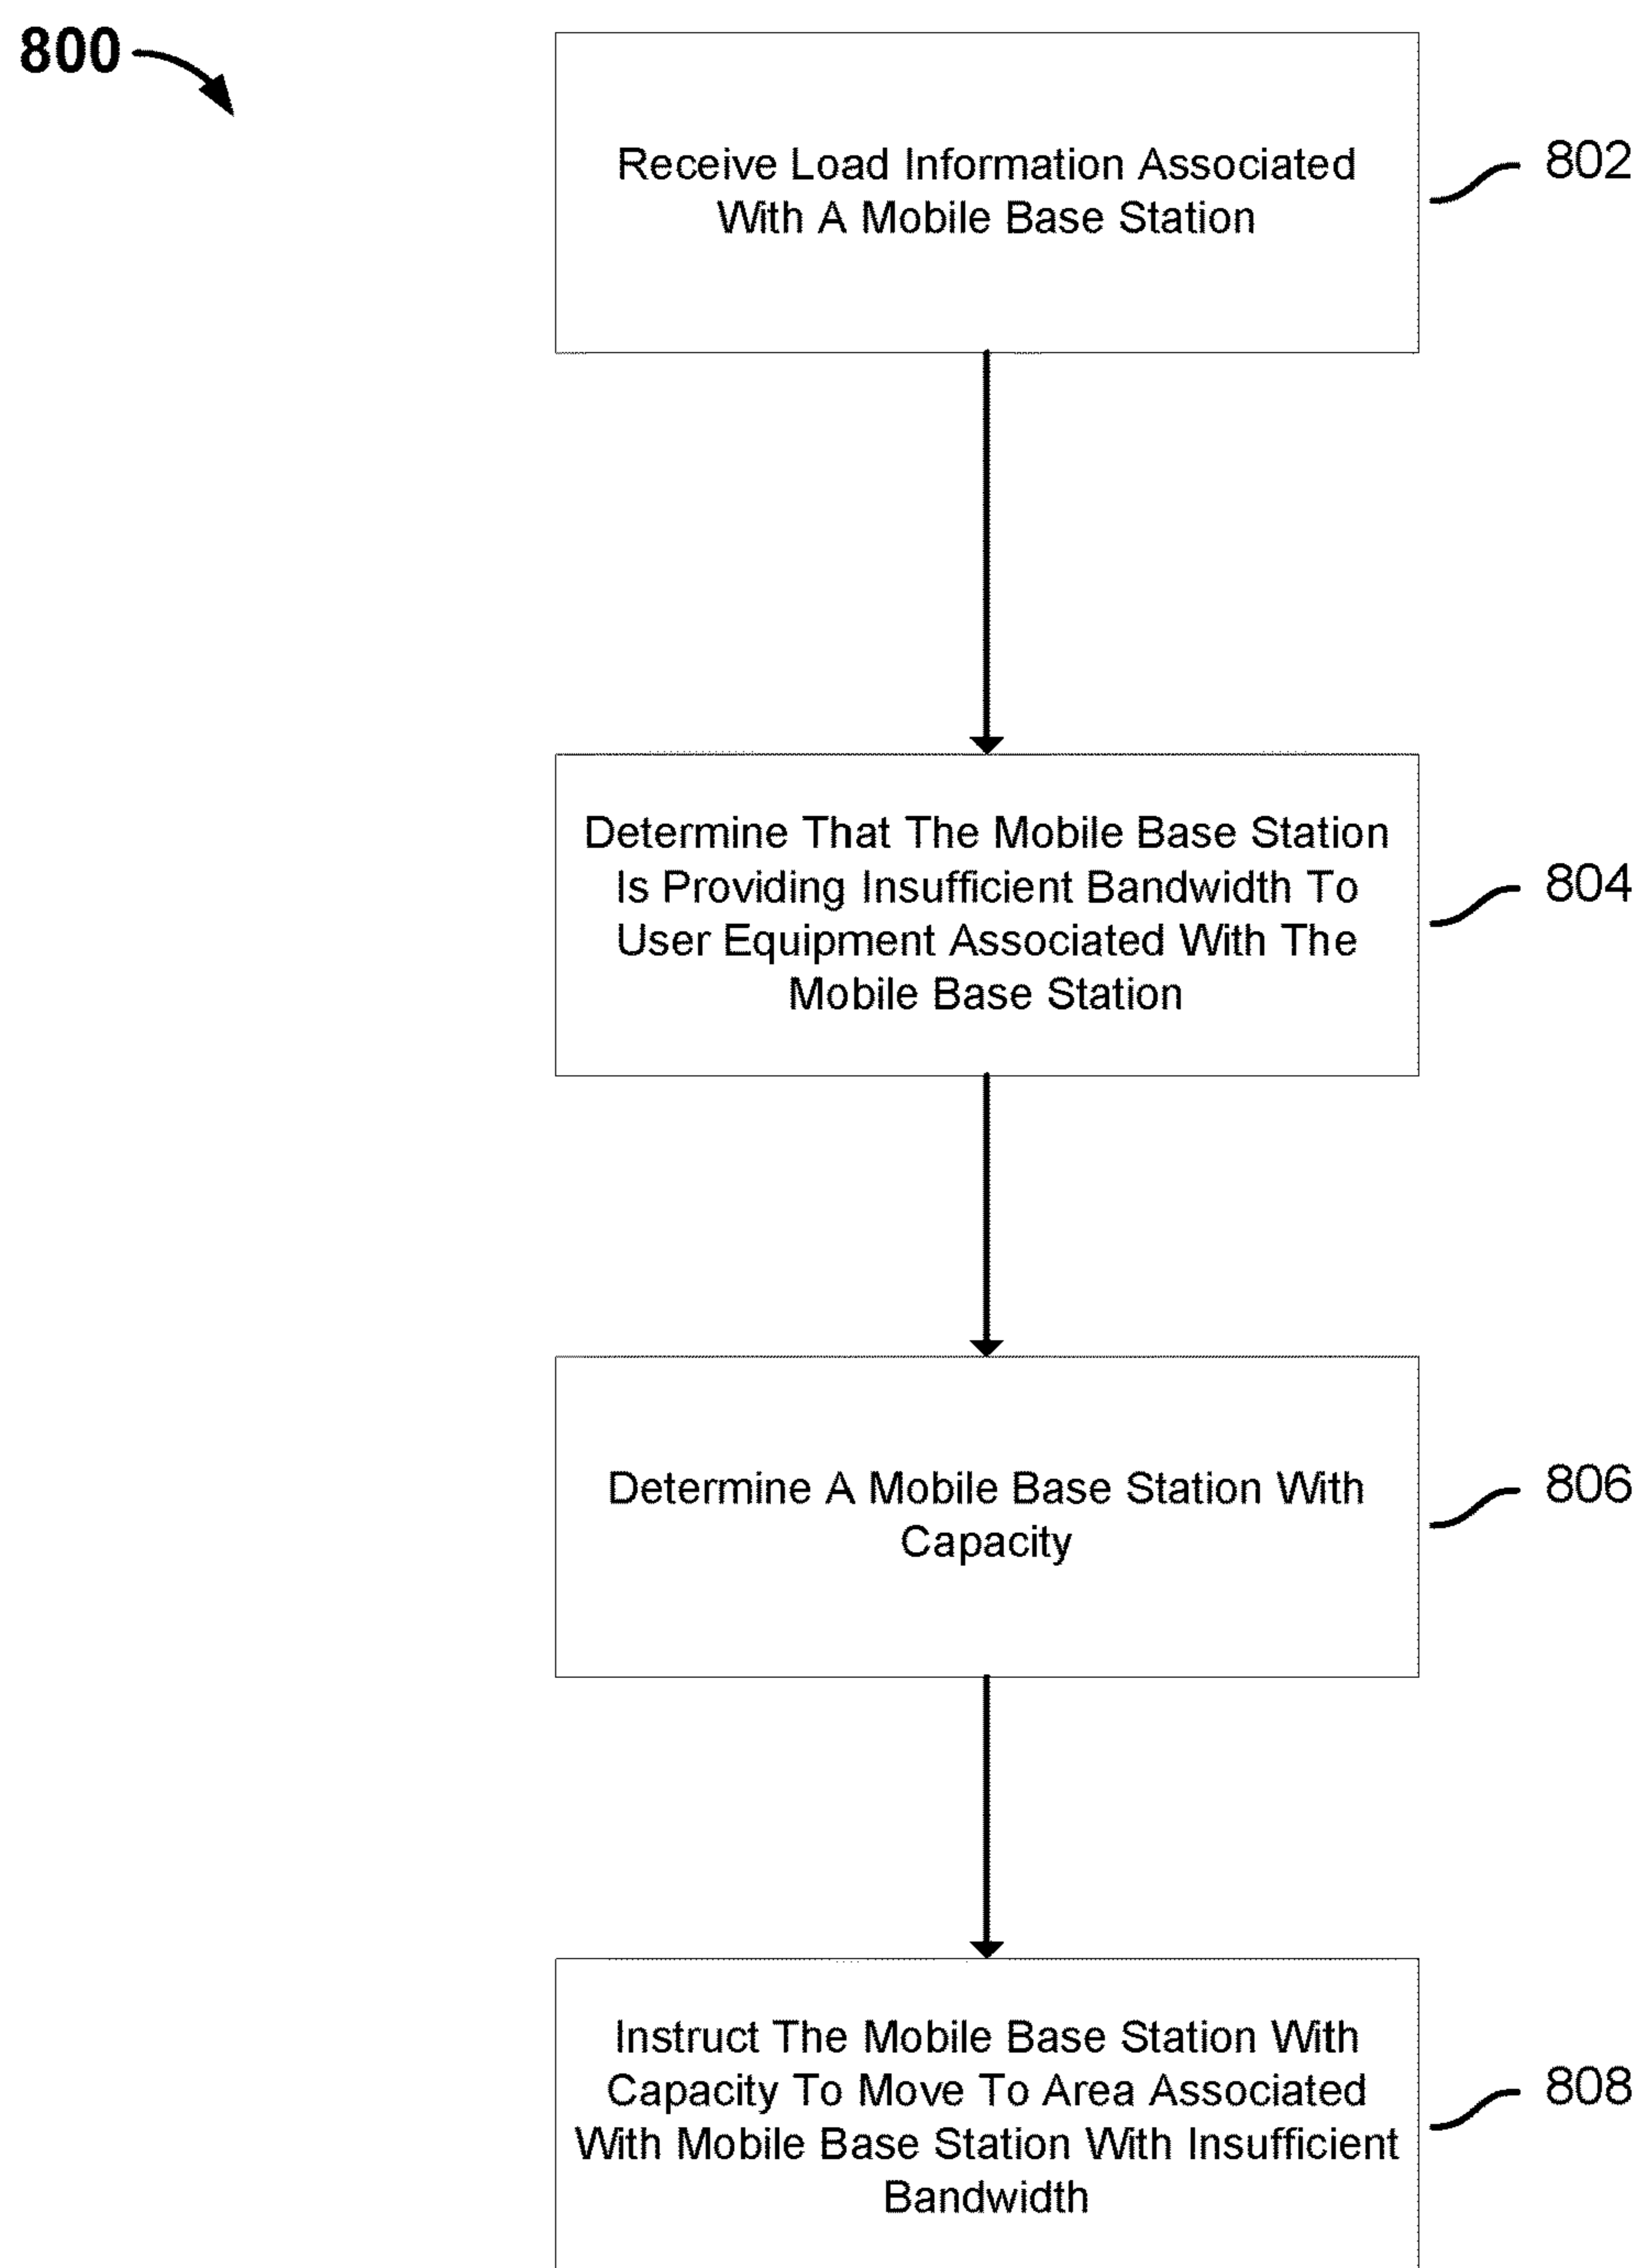 800
Receive Load Information Associated
With A Mobile Base Station
802
Determine That The Mobile Base Station
Is Providing Insufficient Bandwidth To
User Equipment Associated With The
Mobile Base Station
804
Determine A Mobile Base Station With
Capacity
806
Instruct The Mobile Base Station With
Capacity To Move To Area Associated
With Mobile Base Station With Insufficient
Bandwidth
808